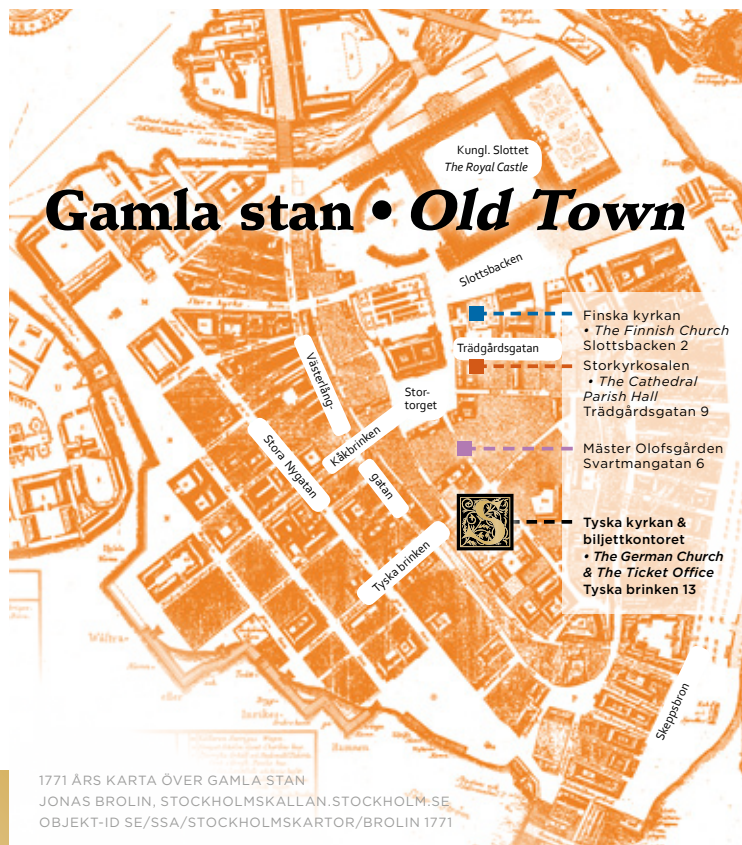 Kungl. Slottet
The Royal Castle
Gamla stan • Old Town
Slottsbacken
Finska kyrkan
• The Finnish Church
Slottsbacken 2
Trädgårdsgatan
Storkyrkosalen
• The Cathedral
Parish Hall
Trädgårdsgatan 9
Västerlång-
Stor-
torget
Kåkbrinken
Stora Nygatan
gatan
Mäster Olofsgården
Svartmangatan 6
S
Tyska kyrkan &
biljettkontoret
• The German Church
& The Ticket Office
Tyska brinken 13
Tyska brinken
Skeppsbron
1771 ÅRS KARTA ÖVER GAMLA STAN
JONAS BROLIN, STOCKHOLMSKALLAN.STOCKHOLM.SE
OBJEKT-ID SE/SSA/STOCKHOLMSKARTOR/BROLIN 1771